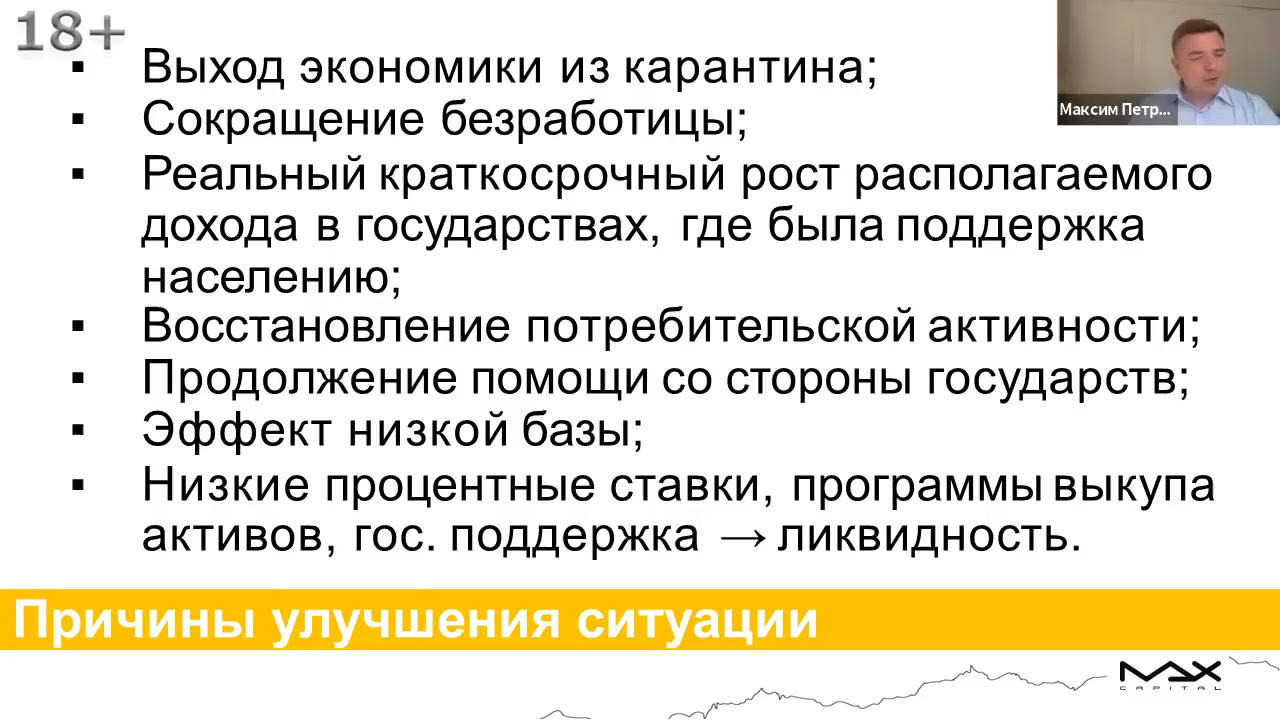 18+
Максим Петр...
▪ Выход экономики из карантина;
▪ Сокращение безработицы;
▪ Реальный краткосрочный рост располагаемого
дохода в государствах, где была поддержка
населению;
▪ Восстановление потребительской активности;
▪ Продолжение помощи со стороны государств;
▪ Эффект низкой базы;
▪ Низкие процентные ставки, программы выкупа
активов, гос. поддержка → ликвидность.
Причины улучшения ситуации
MAX
CAPITAL